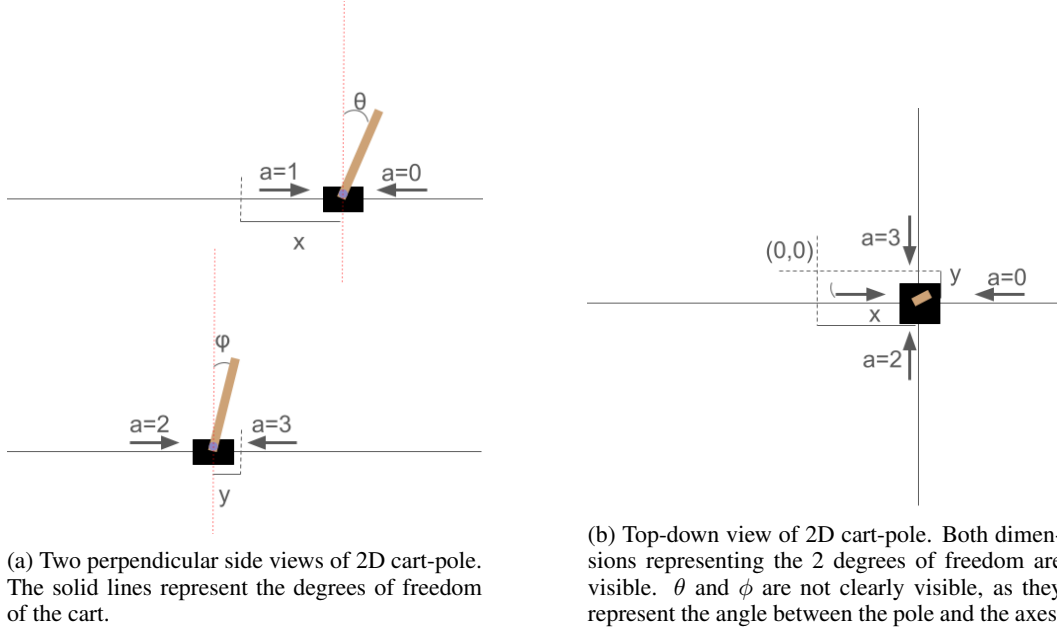 θ
a=1
a=0
x
φ
a=2
a=3
y
(a) Two perpendicular side views of 2D cart-pole.
The solid lines represent the degrees of freedom
of the cart.
a=3
(0,0)
y
a=0
x
a=2
(b) Top-down view of 2D cart-pole. Both dimen-
sions representing the 2 degrees of freedom are
visible. θ and ϕ are not clearly visible, as they
represent the angle between the pole and the axes